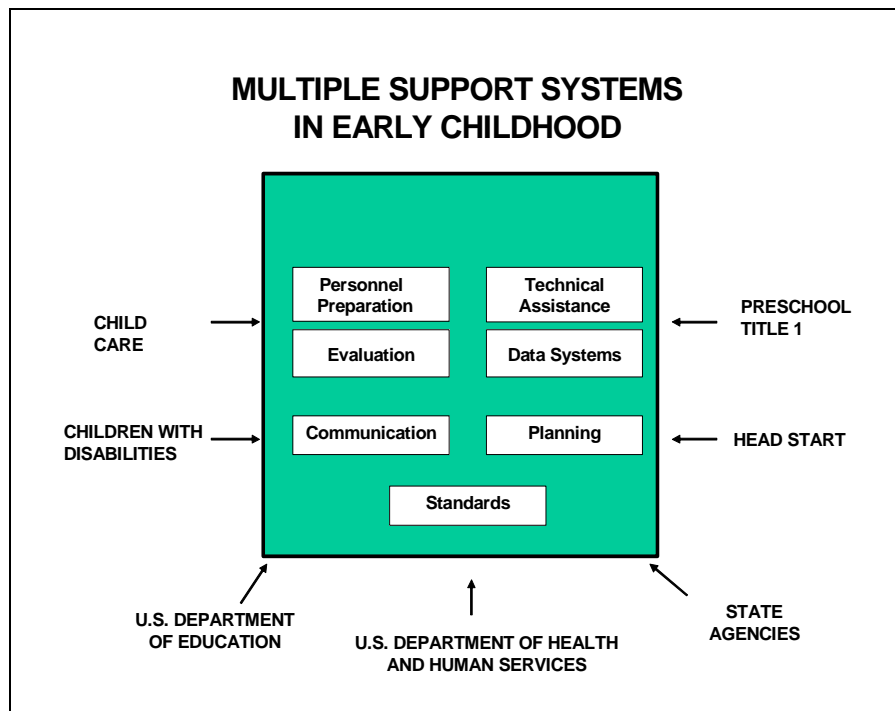 MULTIPLE SUPPORT SYSTEMS
IN EARLY CHILDHOOD
Personnel
Preparation
Technical
Assistance
CHILD
CARE
PRESCHOOL
TITLE 1
Evaluation
Data Systems
CHILDREN WITH
DISABILITIES
Communication
Planning
HEAD START
Standards
U.S. DEPARTMENT
OF EDUCATION
U.S. DEPARTMENT OF HEALTH
AND HUMAN SERVICES
STATE
AGENCIES